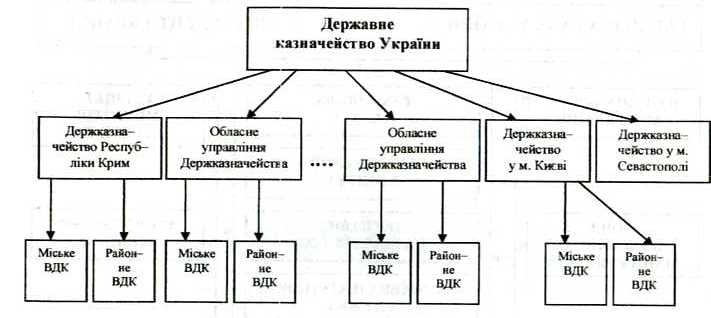 Державне
казначейство України
Держказна–
чейство Респуб–
ліки Крим
Обласне
управління
Держказначейства
....
Обласне
управління
Держказначейства
Держказна–
чейство
у м. Києві
Держказна–
чейство у м.
Севастополі
Міське
ВДК
Район–
не
ВДК
Міське
ВДК
Район–
не
ВДК
Міське
ВДК
Район–
не
ВДК
Міське
ВДК
Район–
не
ВДК